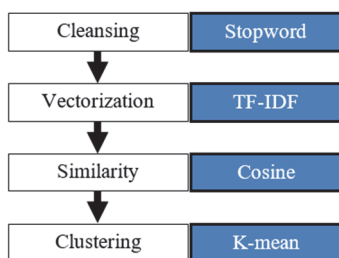 Cleansing Stopword
Vectorization TF-IDF
Similarity Cosine
Clustering K-mean